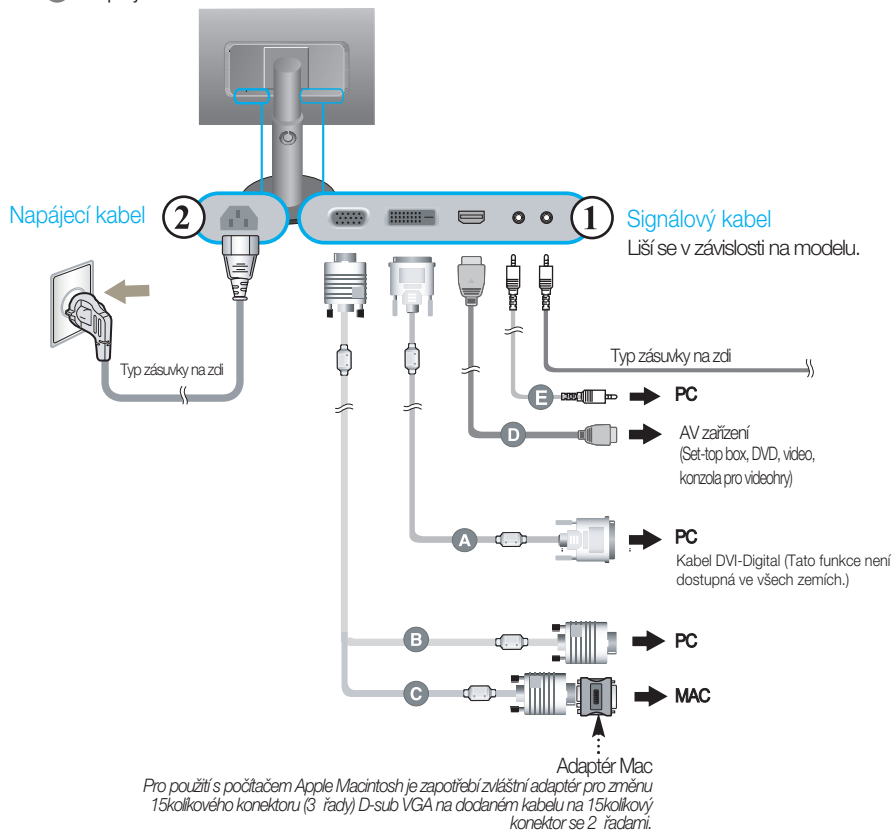 Napájecí kabel
2
1
Signálový kabel
Liší se v závislosti na modelu.
Typ zásuvky na zdi
Typ zásuvky na zdi
E
PC
D
AV zařízení
(Set-top box, DVD, video,
konzola pro videohry)
A
PC
Kabel DVI-Digital (Tato funkce není
dostupná ve všech zemích.)
B
PC
C
MAC
Adaptér Mac
Pro použití s počítačem Apple Macintosh je zapotřebí zvláštní adaptér pro změnu
15kolíkového konektoru (3 řady) D-sub VGA na dodaném kabelu na 15kolíkový
konektor se 2 řadami.